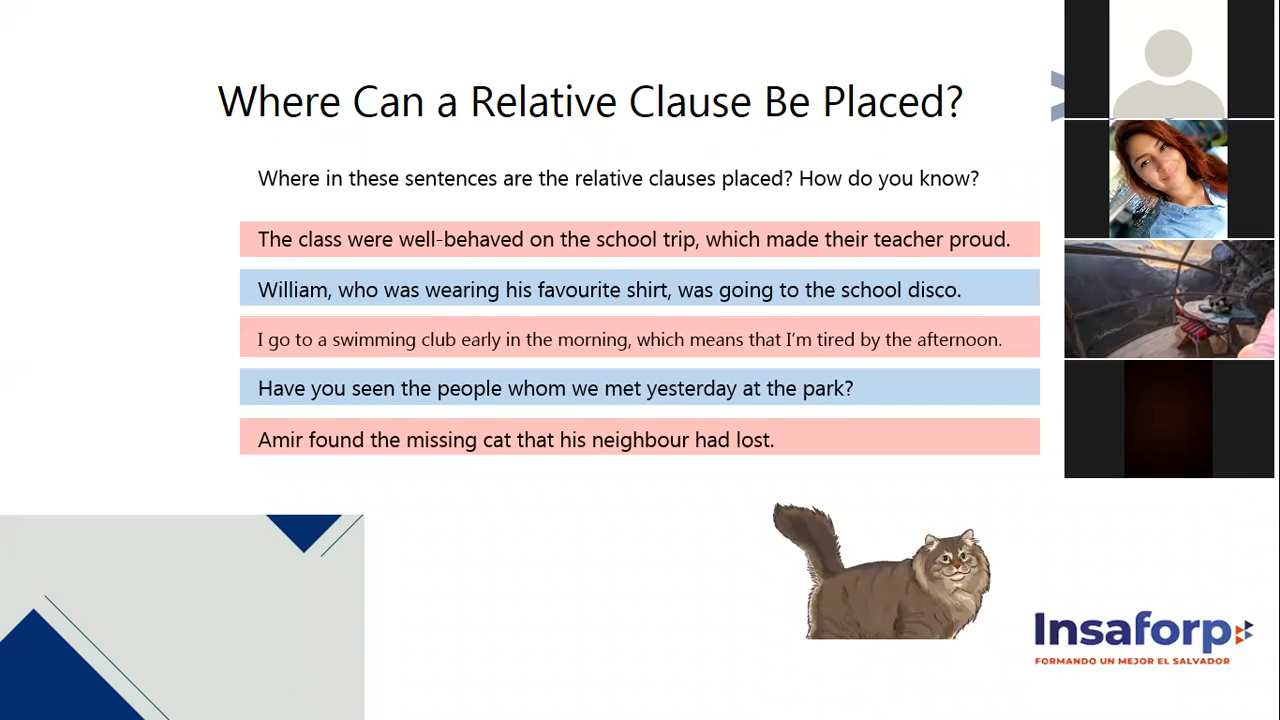 Where Can a Relative Clause Be Placed?
Where in these sentences are the relative clauses placed? How do you know?
The class were well-behaved on the school trip, which made their teacher proud.
William, who was wearing his favourite shirt, was going to the school disco.
I go to a swimming club early in the morning, which means that I’m tired by the afternoon.
Have you seen the people whom we met yesterday at the park?
Amir found the missing cat that his neighbour had lost.
Insaforp
FORMANDO UN MEJOR EL SALVADOR